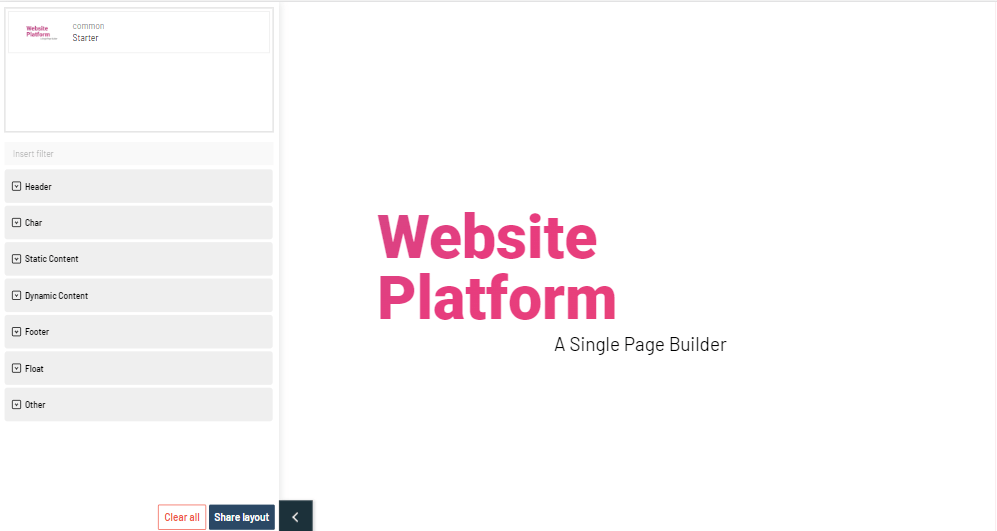 Website
Platform
common
Starter
Insert filter
Header
Char
Static Content
Dynamic Content
Footer
Float
Other
Clear all
Share layout
Website
Platform
A Single Page Builder